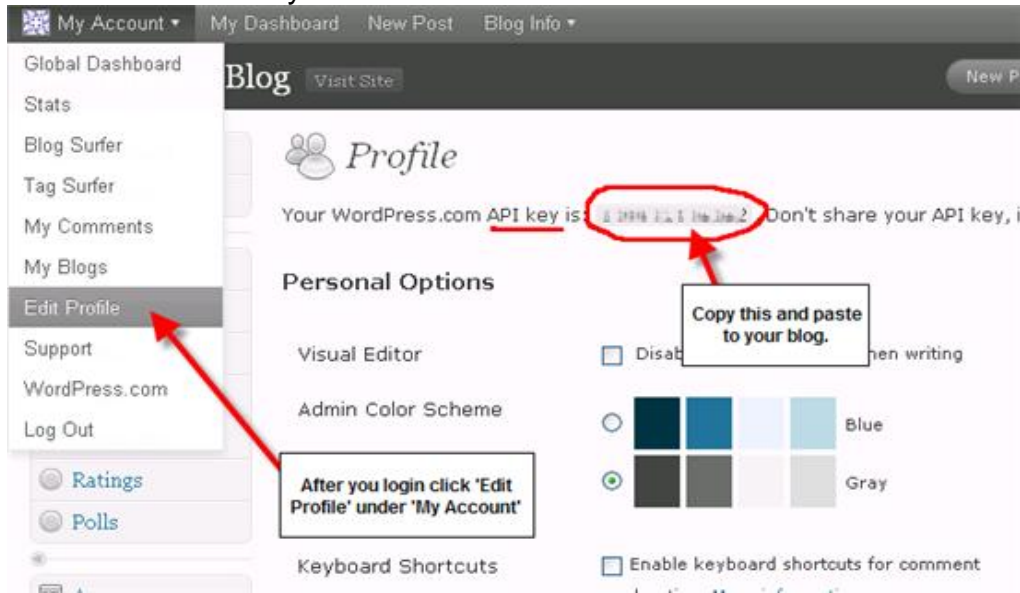 My Account My Dashboard New Post Blog Info
Global Dashboard
Stats
Blog Surfer
Tag Surfer
My Comments
My Blogs
Edit Profile
Support
WordPress.com
Log Out
Blog Visit Site New P
Profile
Your WordPress.com API key is: Don't share your API key, i
Personal Options
Copy this and paste
to your blog.
Visual Editor Disab hen writing
Admin Color Scheme
Blue
Gray
After you login click 'Edit
Profile' under 'My Account'
Ratings
Polls
Keyboard Shortcuts Enable keyboard shortcuts for comment